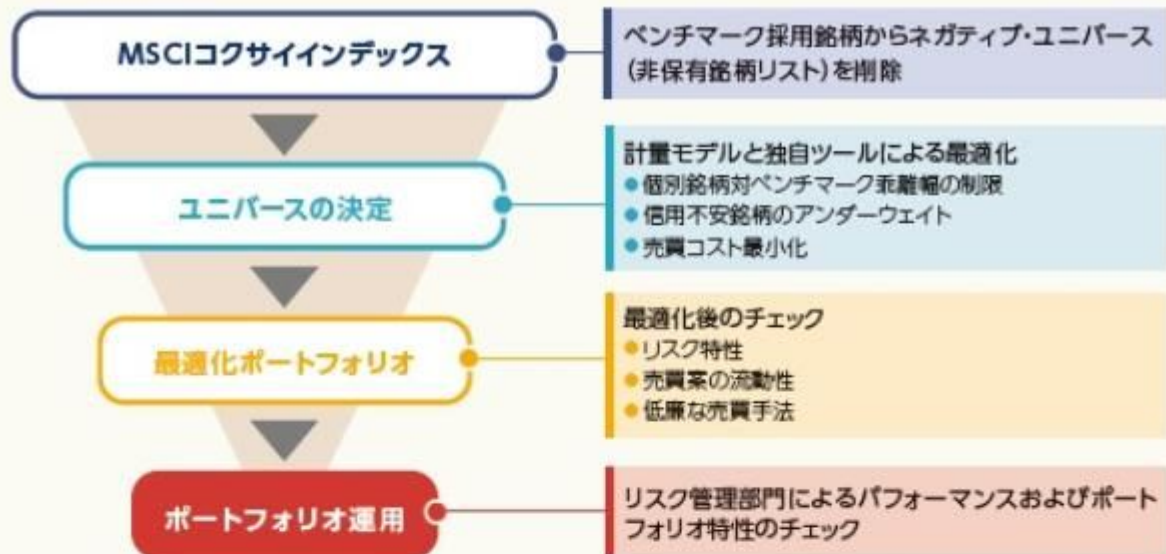 MSCIコクサイインデックス
ベンチマーク採用銘柄からネガティブ・ユニバース
(非保有銘柄リスト)を削除
ユニバースの決定
計量モデルと独自ツールによる最適化
●個別銘柄対ベンチマーク乖離幅の制限
●信用不安銘柄のアンダーウェイト
●売買コスト最小化
最適化ポートフォリオ
最適化後のチェック
●リスク特性
●売買案の流動性
●低廉な売買手法
ポートフォリオ運用
リスク管理部門によるパフォーマンスおよびポート
フォリオ特性のチェック